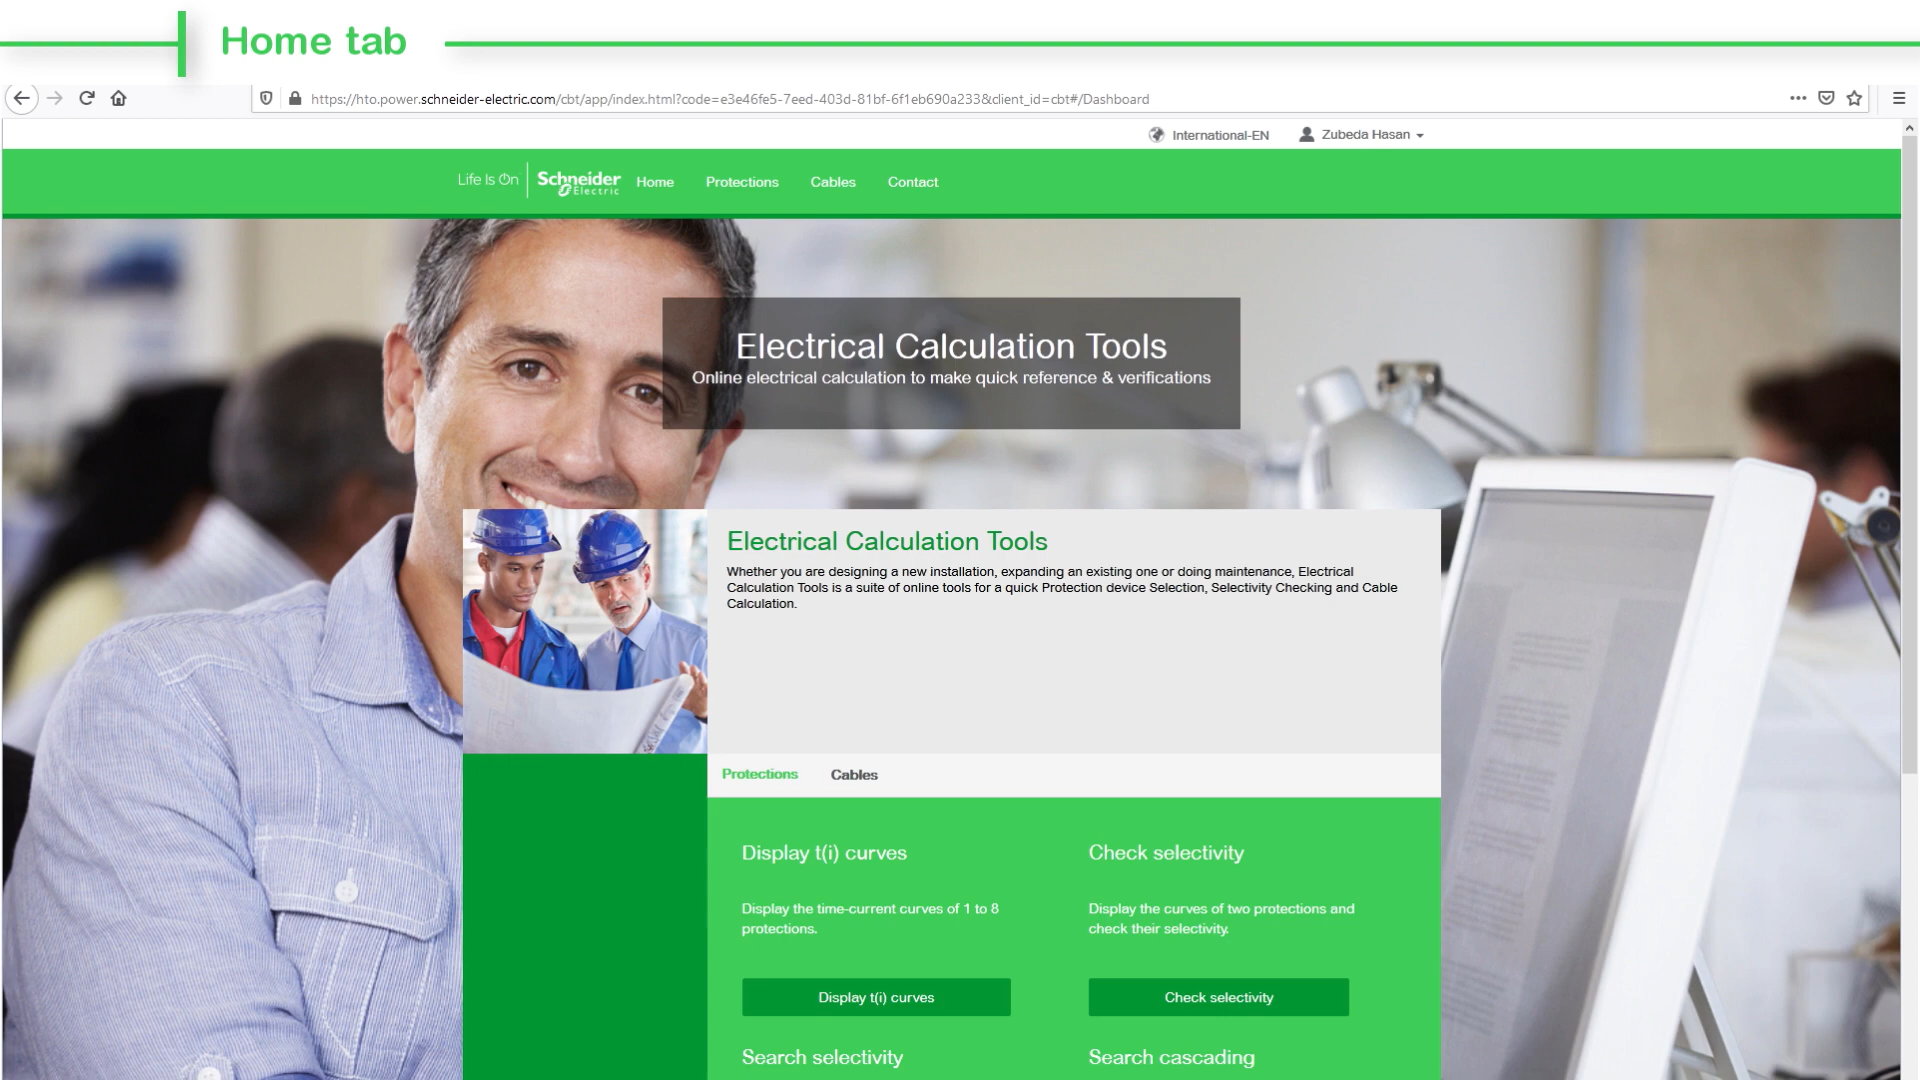 Home tab
https://hto.power.schneider-electric.com/cbt/app/index.html?code=e3e46fe5-7eed-403d-81bf-6f1eb690a233&client_id=cbt#/Dashboard
International-EN Zubeda Hasan
Life Is On Schneider Electric Home Protections Cables Contact
Electrical Calculation Tools
Online electrical calculation to make quick reference & verifications
Electrical Calculation Tools
Whether you are designing a new installation, expanding an existing one or doing maintenance, Electrical
Calculation Tools is a suite of online tools for a quick Protection device Selection, Selectivity Checking and Cable
Calculation.
Protections Cables
Display t(i) curves
Display the time-current curves of 1 to 8
protections.
Display t(i) curves
Check selectivity
Display the curves of two protections and
check their selectivity.
Check selectivity
Search selectivity
Search cascading